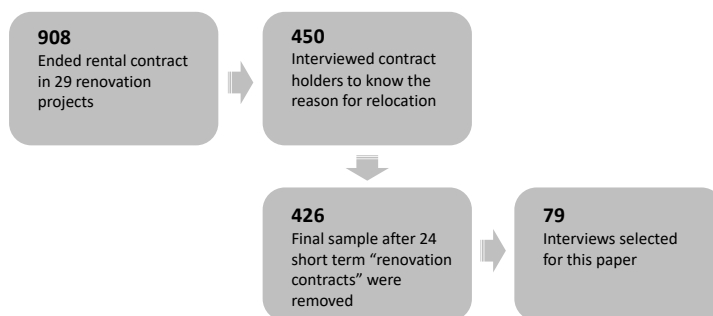 908
Ended rental contract
in 29 renovation
projects
450
Interviewed contract
holders to know the
reason for relocation
426
Final sample after 24
short term “renovation
contracts” were
removed
79
Interviews selected
for this paper